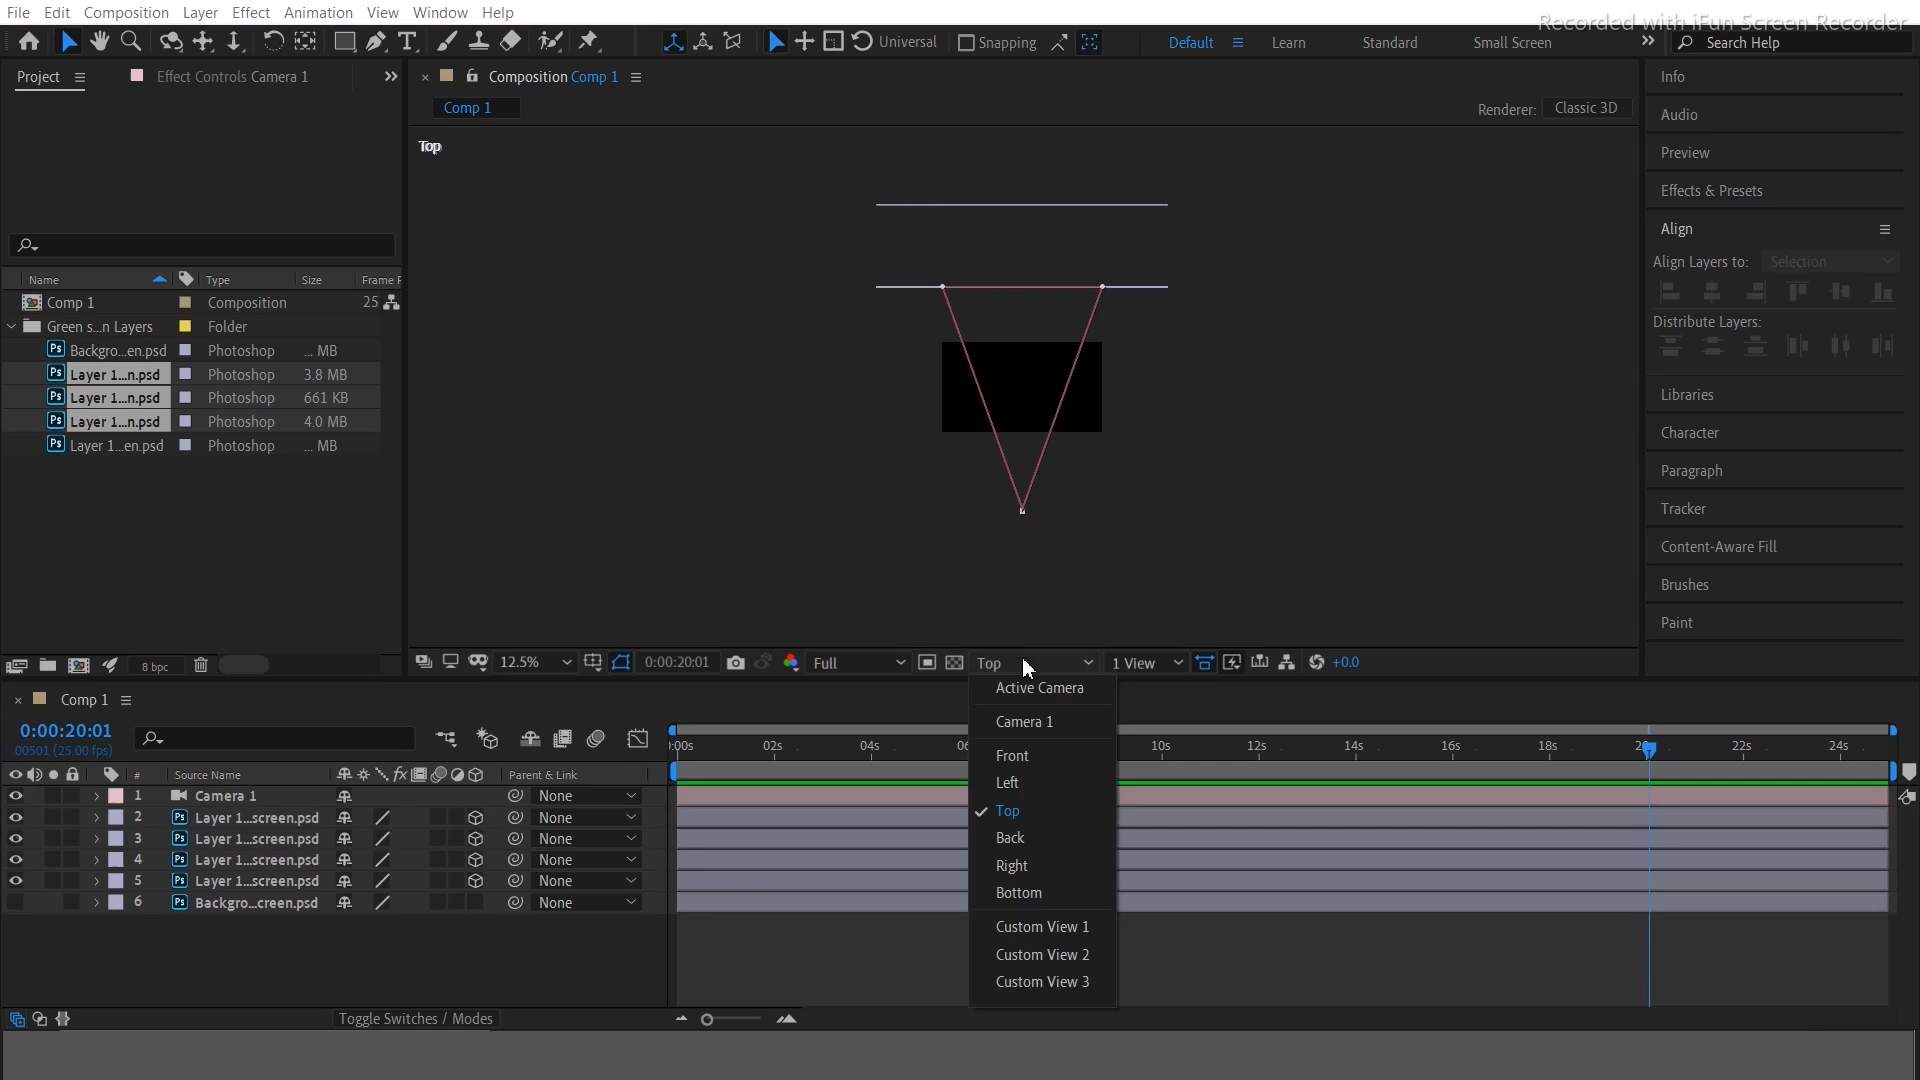 File Edit Composition Layer Effect Animation View Window Help
Recorded with iFun Screen Recorder
Universal Snapping Default Learn Standard Small Screen Search Help
Project Effect Controls Camera 1
Composition Comp 1
Comp 1
Renderer: Classic 3D
Top
Name Type Size Frame R
Comp 1 Composition 25
Green s...n Layers Folder
Backgro...en.psd Photoshop ... MB
Layer 1...n.psd Photoshop 3.8 MB
Layer 1...n.psd Photoshop 661 KB
Layer 1...n.psd Photoshop 4.0 MB
Layer 1...en.psd Photoshop ... MB
8 bpc
12.5% 0:00:20:01 Full Top 1 View +0.0
Info
Audio
Preview
Effects & Presets
Align
Align Layers to: Selection
Distribute Layers:
Libraries
Character
Paragraph
Tracker
Content-Aware Fill
Brushes
Paint
Active Camera
Camera 1
Front
Left
Top
Back
Right
Bottom
Custom View 1
Custom View 2
Custom View 3
Comp 1
0:00:20:01
00501 (25.00 fps)
:00s 02s 04s 06 10s 12s 14s 16s 18s 20 22s 24s
# Source Name fx Parent & Link
1 Camera 1 None
2 Layer 1...screen.psd None
3 Layer 1...screen.psd None
4 Layer 1...screen.psd None
5 Layer 1...screen.psd None
6 Backgro...creen.psd None
Toggle Switches / Modes